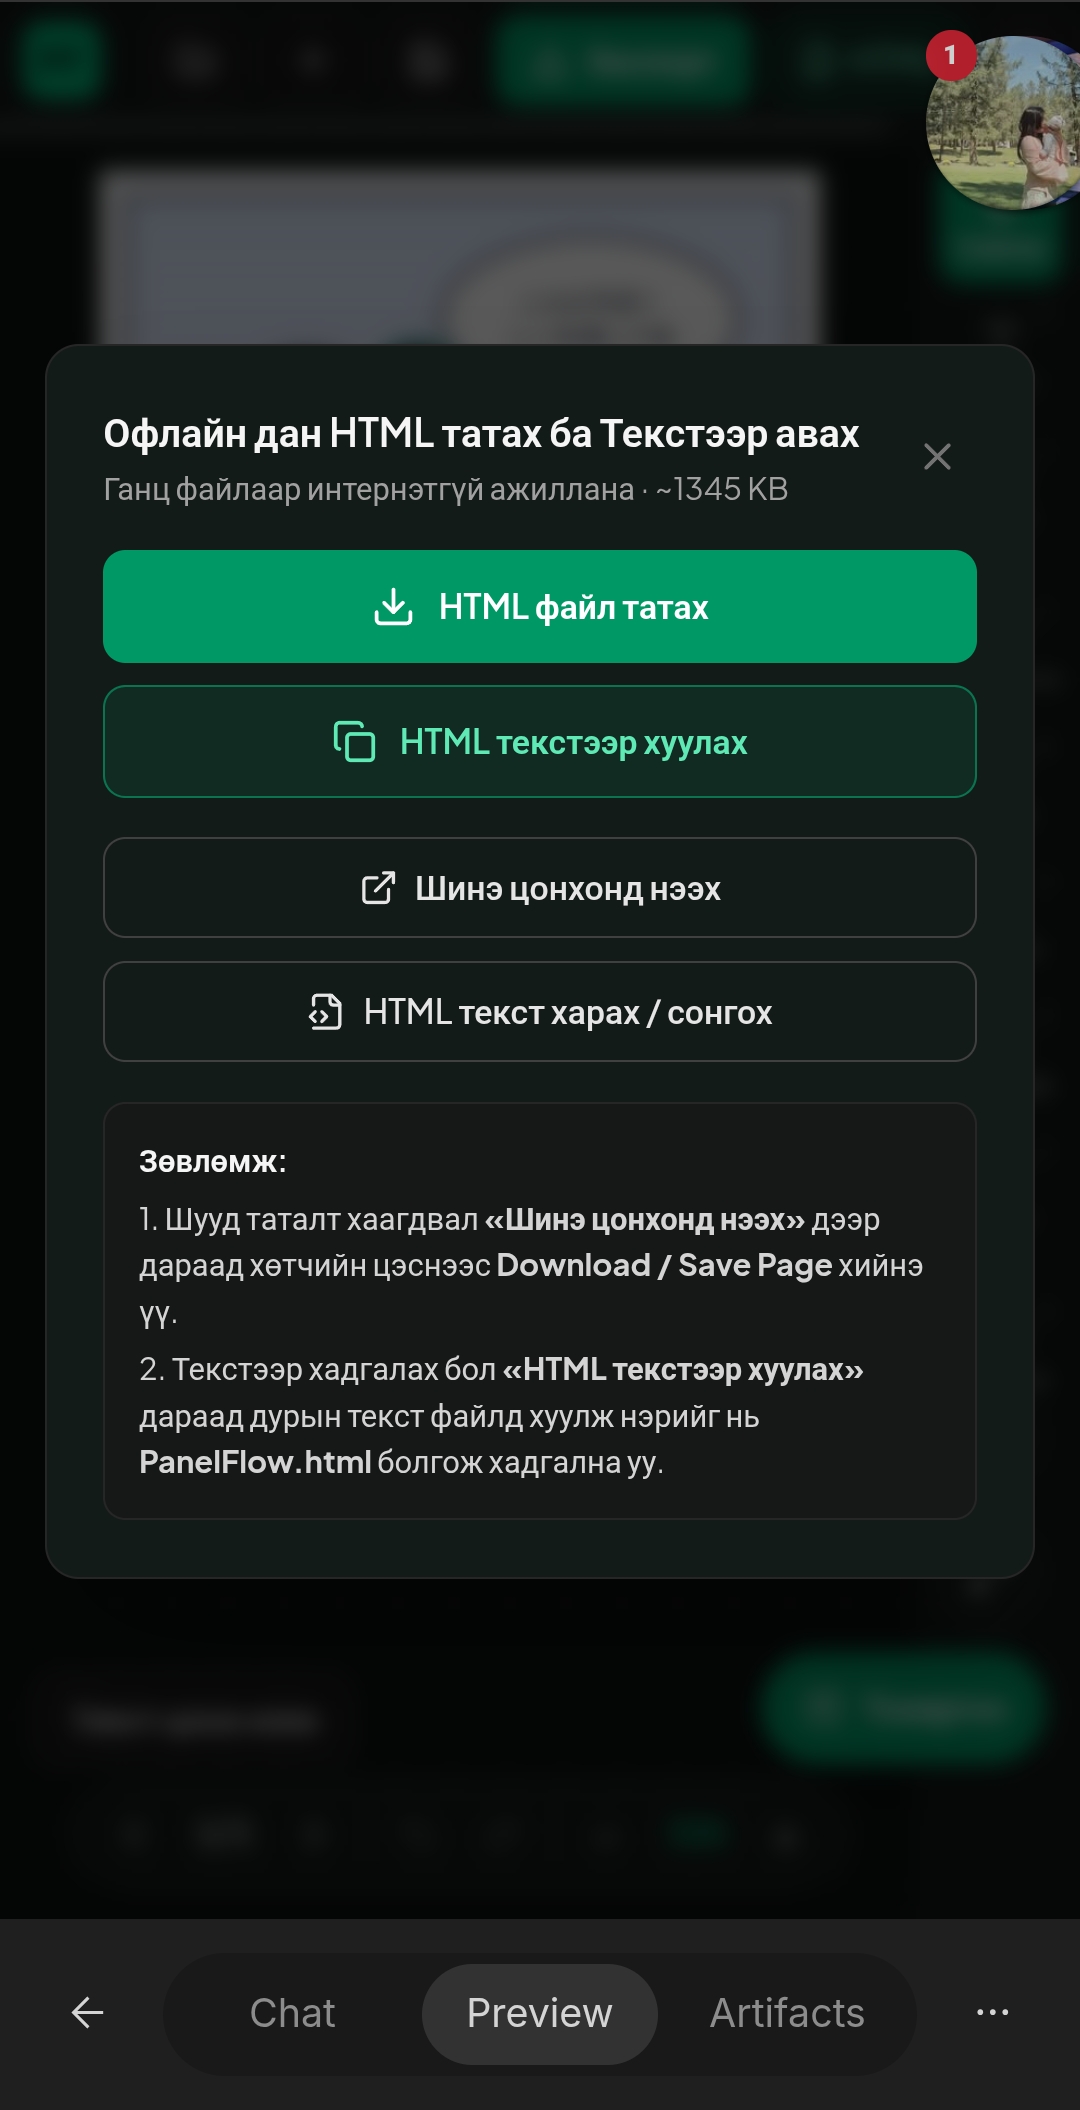 1
Офлайн дан HTML татах ба Текстээр авах
Ганц файлаар интернэтгүй ажиллана · ~1345 KB
HTML файл татах
HTML текстээр хуулах
Шинэ цонхонд нээх
HTML текст харах / сонгох
Зөвлөмж:
1. Шууд таталт хаагдвал «Шинэ цонхонд нээх» дээр
дараад хөтчийн цэснээс Download / Save Page хийнэ
үү.
2. Текстээр хадгалах бол «HTML текстээр хуулах»
дараад дурын текст файлд хуулж нэрийг нь
PanelFlow.html болгож хадгална уу.
Chat
Preview
Artifacts